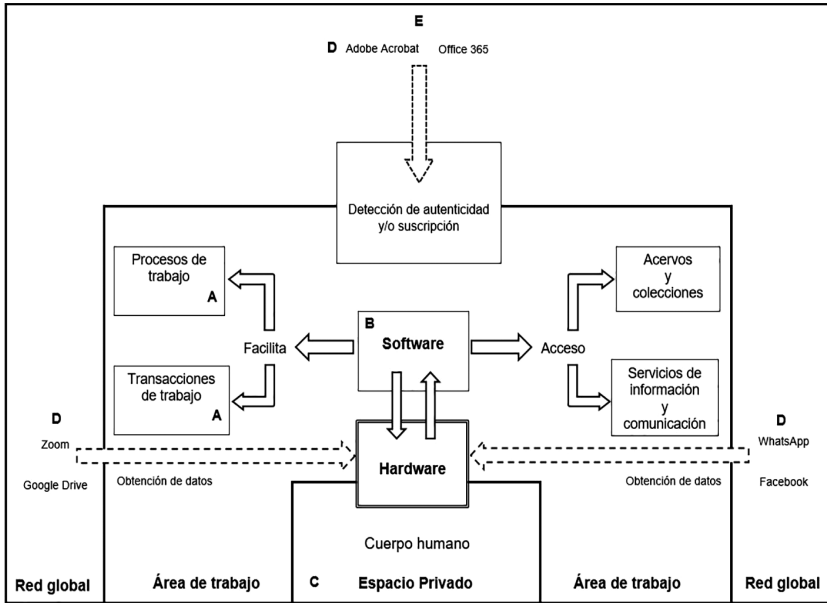 E
D Adobe Acrobat Office 365
Detección de autenticidad
y/o suscripción
Procesos de
trabajo
A
Acervos
y
colecciones
B
Software
Facilita
Acceso
Transacciones
de trabajo
A
Servicios de
información
y
comunicación
D
Zoom
Google Drive
Obtención de datos
Hardware
D
WhatsApp
Facebook
Obtención de datos
Cuerpo humano
Red global
Área de trabajo
C Espacio Privado
Área de trabajo
Red global